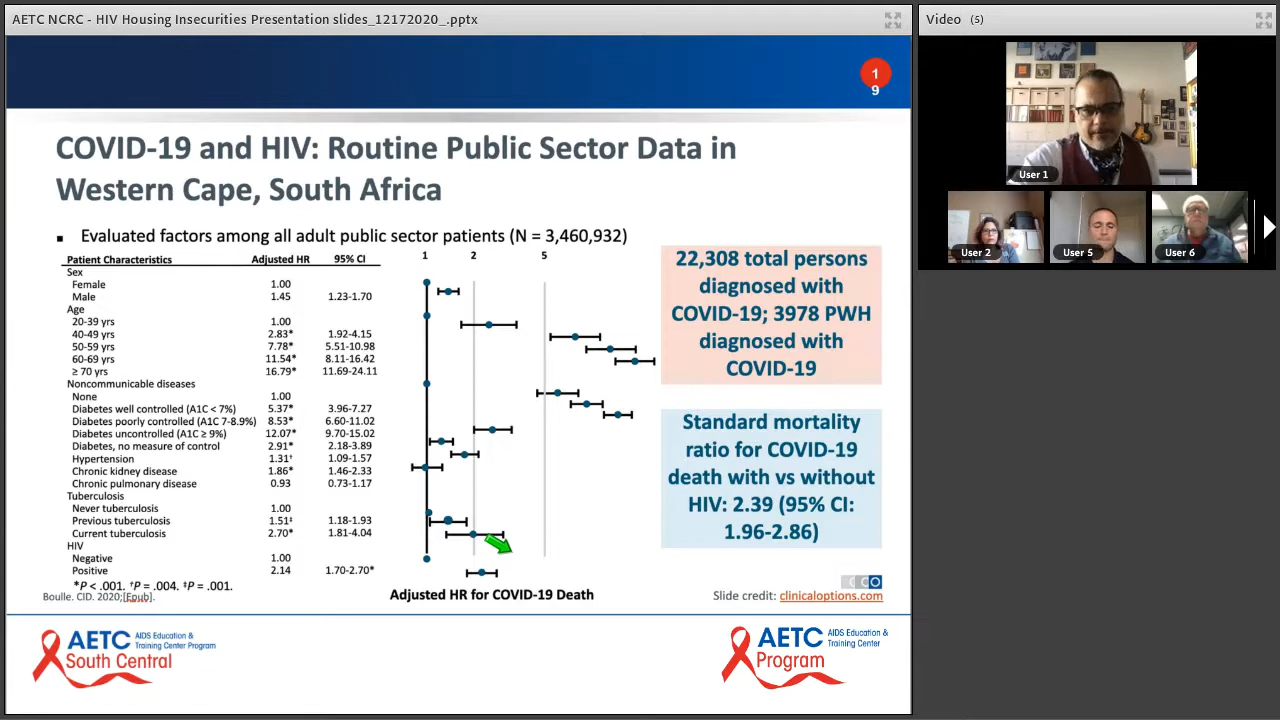 AETC NCRC - HIV Housing Insecurities Presentation slides_12172020_.pptx
1
9
COVID-19 and HIV: Routine Public Sector Data in
Western Cape, South Africa
▪ Evaluated factors among all adult public sector patients (N = 3,460,932)
Patient Characteristics Adjusted HR 95% CI
Sex
Female 1.00
Male 1.45 1.23-1.70
Age
20-39 yrs 1.00
40-49 yrs 2.83* 1.92-4.15
50-59 yrs 7.78* 5.51-10.98
60-69 yrs 11.54* 8.11-16.42
≥ 70 yrs 16.79* 11.69-24.11
Noncommunicable diseases
None 1.00
Diabetes well controlled (A1C < 7%) 5.37* 3.96-7.27
Diabetes poorly controlled (A1C 7-8.9%) 8.53* 6.60-11.02
Diabetes uncontrolled (A1C ≥ 9%) 12.07* 9.70-15.02
Diabetes, no measure of control 2.91* 2.18-3.89
Hypertension 1.31† 1.09-1.57
Chronic kidney disease 1.86* 1.46-2.33
Chronic pulmonary disease 0.93 0.73-1.17
Tuberculosis
Never tuberculosis 1.00
Previous tuberculosis 1.51‡ 1.18-1.93
Current tuberculosis 2.70* 1.81-4.04
HIV
Negative 1.00
Positive 2.14 1.70-2.70*
*P < .001. †P = .004. ‡P = .001.
Boulle. CID. 2020;[Epub].
1 2 5
Adjusted HR for COVID-19 Death
22,308 total persons
diagnosed with
COVID-19; 3978 PWH
diagnosed with
COVID-19
Standard mortality
ratio for COVID-19
death with vs without
HIV: 2.39 (95% CI:
1.96-2.86)
CCO
Slide credit: clinicaloptions.com
AETC AIDS Education &
Training Center Program
South Central
AETC AIDS Education &
Training Center
Program
Video (5)
User 1
User 2
User 5
User 6